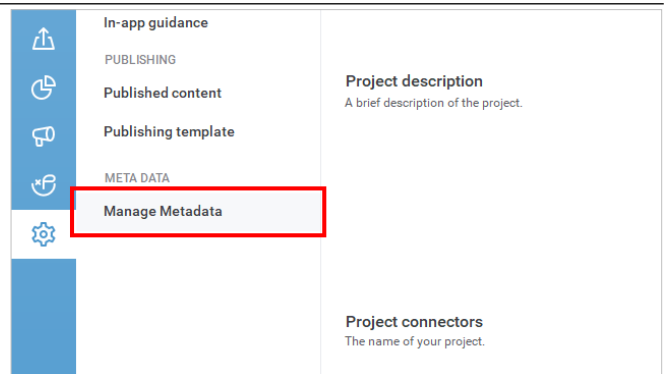 In-app guidance
PUBLISHING
Published content
Publishing template
META DATA
Manage Metadata
Project description
A brief description of the project.
Project connectors
The name of your project.